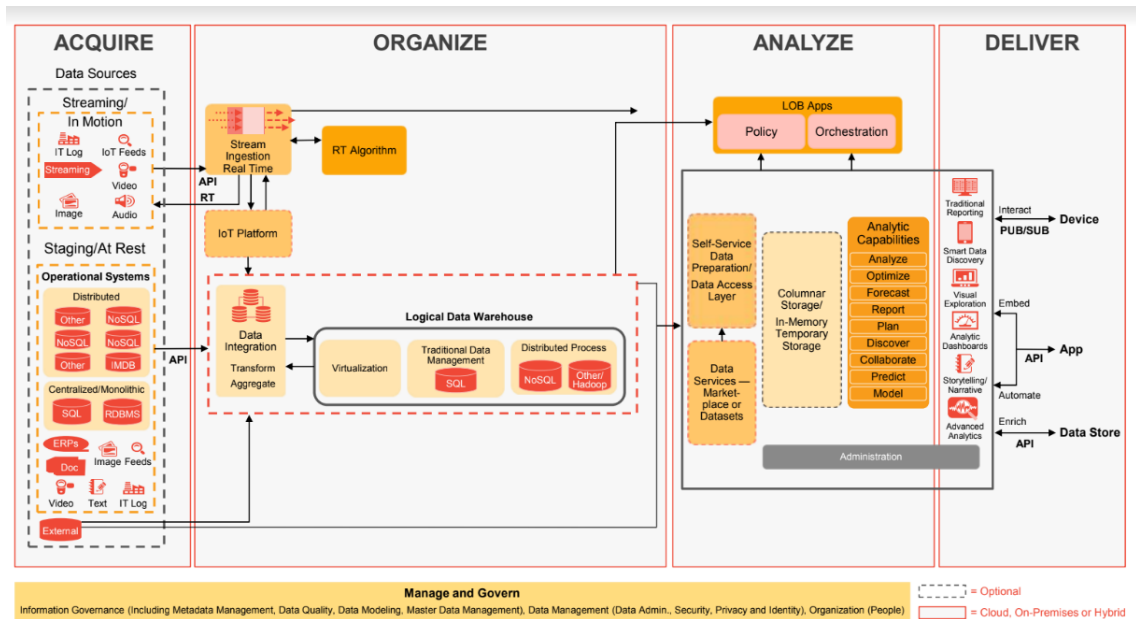 ACQUIRE
Data Sources
Streaming/
In Motion
IT Log
IoT Feeds
Streaming
Video
Image
Audio
API
RT
Staging/At Rest
Operational Systems
Distributed
Other
NoSQL
NoSQL
NoSQL
Other
IMDB
Centralized/Monolithic
SQL
RDBMS
ERPs
Doc
Image
Feeds
Video
Text
IT Log
External
API
ORGANIZE
Stream
Ingestion
Real Time
RT Algorithm
IoT Platform
Data
Integration
Transform
Aggregate
Logical Data Warehouse
Virtualization
Traditional Data
Management
SQL
Distributed Process
NoSQL
Other/
Hadoop
ANALYZE
LOB Apps
Policy
Orchestration
Self-Service
Data
Preparation/
Data Access
Layer
Data
Services —
Market-
place or
Datasets
Columnar
Storage/
In-Memory
Temporary
Storage
Analytic
Capabilities
Analyze
Optimize
Forecast
Report
Plan
Discover
Collaborate
Predict
Model
Administration
DELIVER
Traditional
Reporting
Smart Data
Discovery
Visual
Exploration
Analytic
Dashboards
Storytelling/
Narrative
Advanced
Analytics
Interact
PUB/SUB
Device
Embed
API
App
Automate
Enrich
API
Data Store
Manage and Govern
Information Governance (Including Metadata Management, Data Quality, Data Modeling, Master Data Management), Data Management (Data Admin., Security, Privacy and Identity), Organization (People)
= Optional
= Cloud, On-Premises or Hybrid